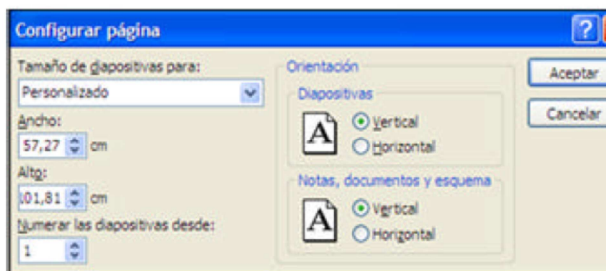 Configurar página
Tamaño de diapositivas para:
Personalizado
Ancho:
57,27 cm
Alto:
101,81 cm
Numerar las diapositivas desde:
1
Orientación
Diapositivas
A
Vertical
Horizontal
Notas, documentos y esquema
A
Vertical
Horizontal
?
Aceptar
Cancelar